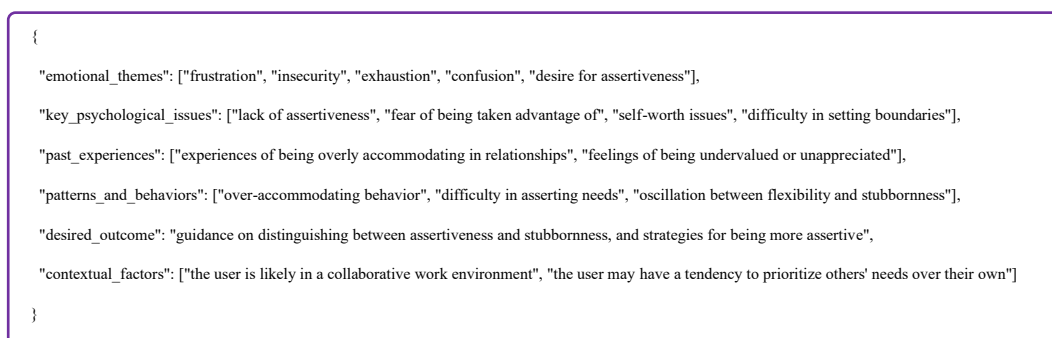 {
"emotional_themes": ["frustration", "insecurity", "exhaustion", "confusion", "desire for assertiveness"],
"key_psychological_issues": ["lack of assertiveness", "fear of being taken advantage of", "self-worth issues", "difficulty in setting boundaries"],
"past_experiences": ["experiences of being overly accommodating in relationships", "feelings of being undervalued or unappreciated"],
"patterns_and_behaviors": ["over-accommodating behavior", "difficulty in asserting needs", "oscillation between flexibility and stubbornness"],
"desired_outcome": "guidance on distinguishing between assertiveness and stubbornness, and strategies for being more assertive",
"contextual_factors": ["the user is likely in a collaborative work environment", "the user may have a tendency to prioritize others' needs over their own"]
}